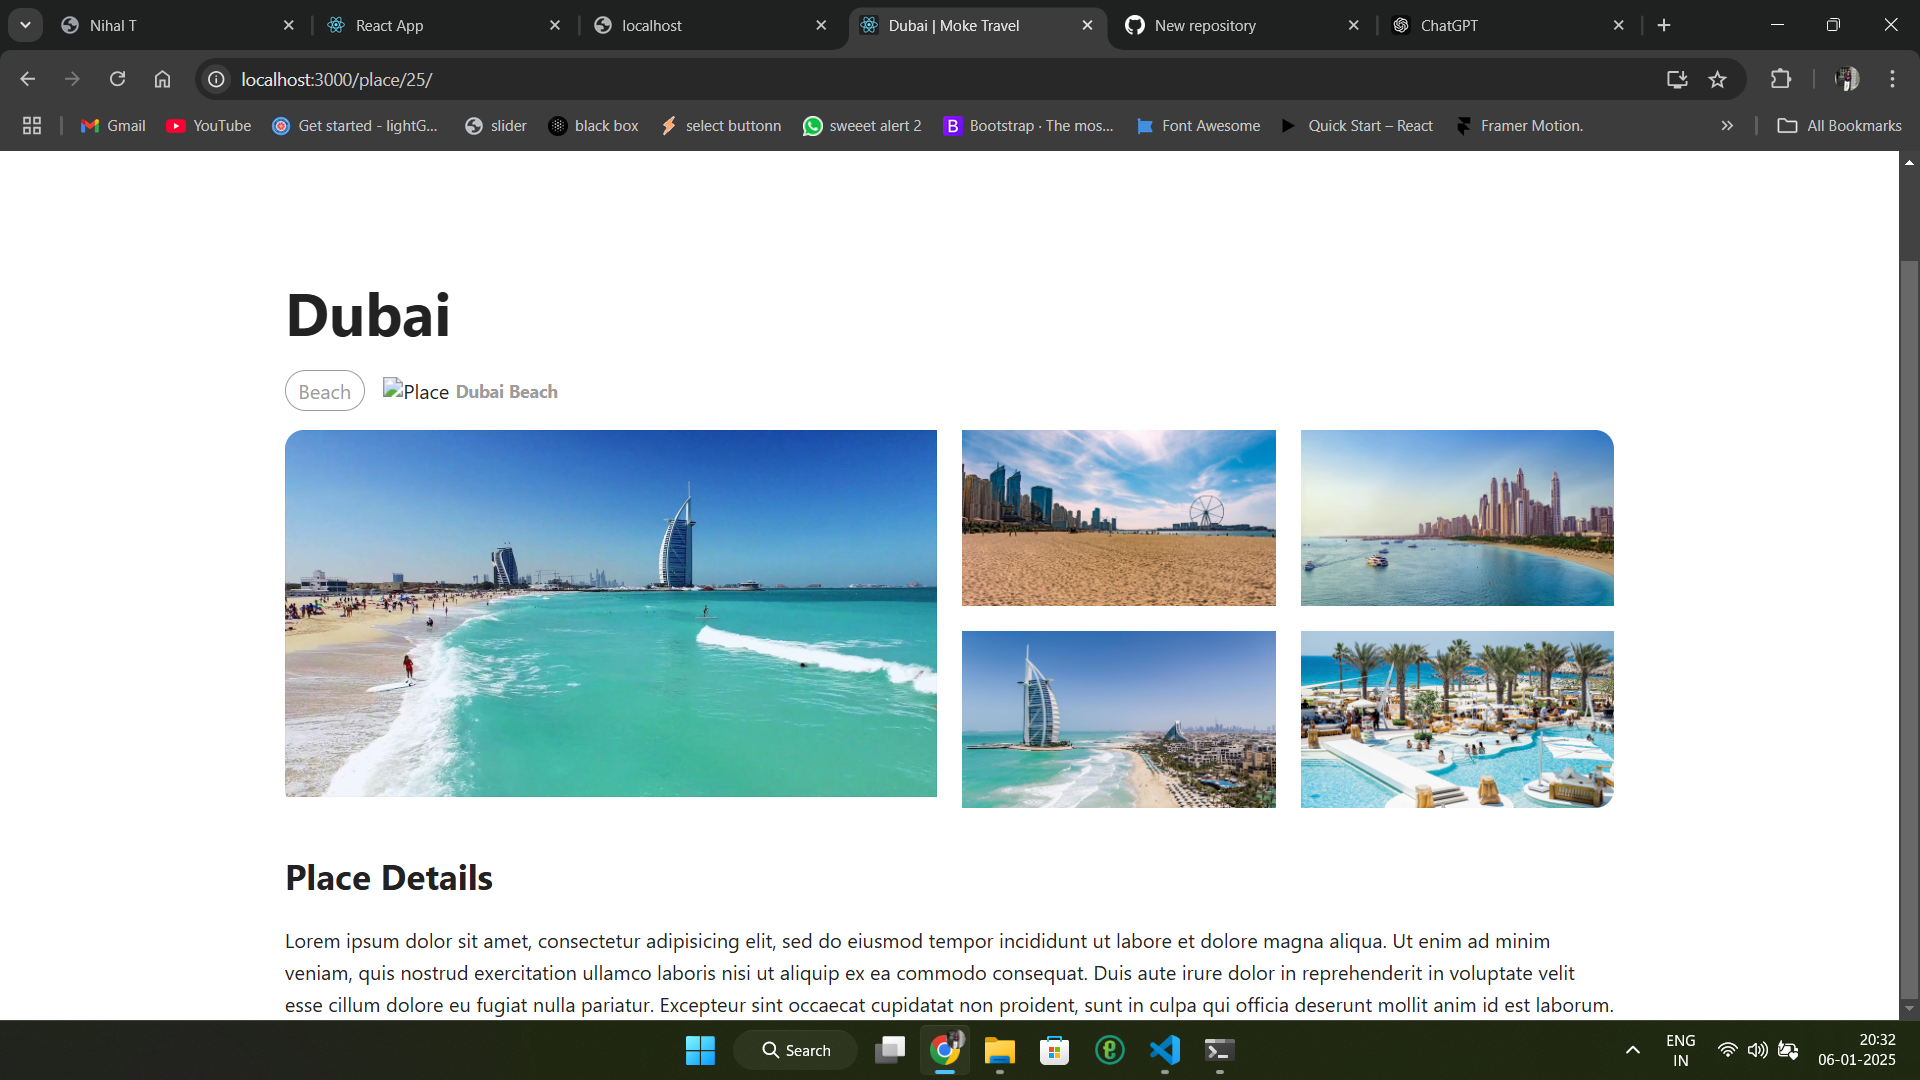 Nihal T
React App
localhost
Dubai | Moke Travel
New repository
ChatGPT
localhost:3000/place/25/
Gmail
YouTube
Get started - lightG...
slider
black box
select buttonn
sweeet alert 2
Bootstrap · The mos...
Font Awesome
Quick Start – React
Framer Motion.
All Bookmarks
Dubai
Beach
Place Dubai Beach
Place Details
Lorem ipsum dolor sit amet, consectetur adipisicing elit, sed do eiusmod tempor incididunt ut labore et dolore magna aliqua. Ut enim ad minim
veniam, quis nostrud exercitation ullamco laboris nisi ut aliquip ex ea commodo consequat. Duis aute irure dolor in reprehenderit in voluptate velit
esse cillum dolore eu fugiat nulla pariatur. Excepteur sint occaecat cupidatat non proident, sunt in culpa qui officia deserunt mollit anim id est laborum.
Search
ENG
IN
20:32
06-01-2025